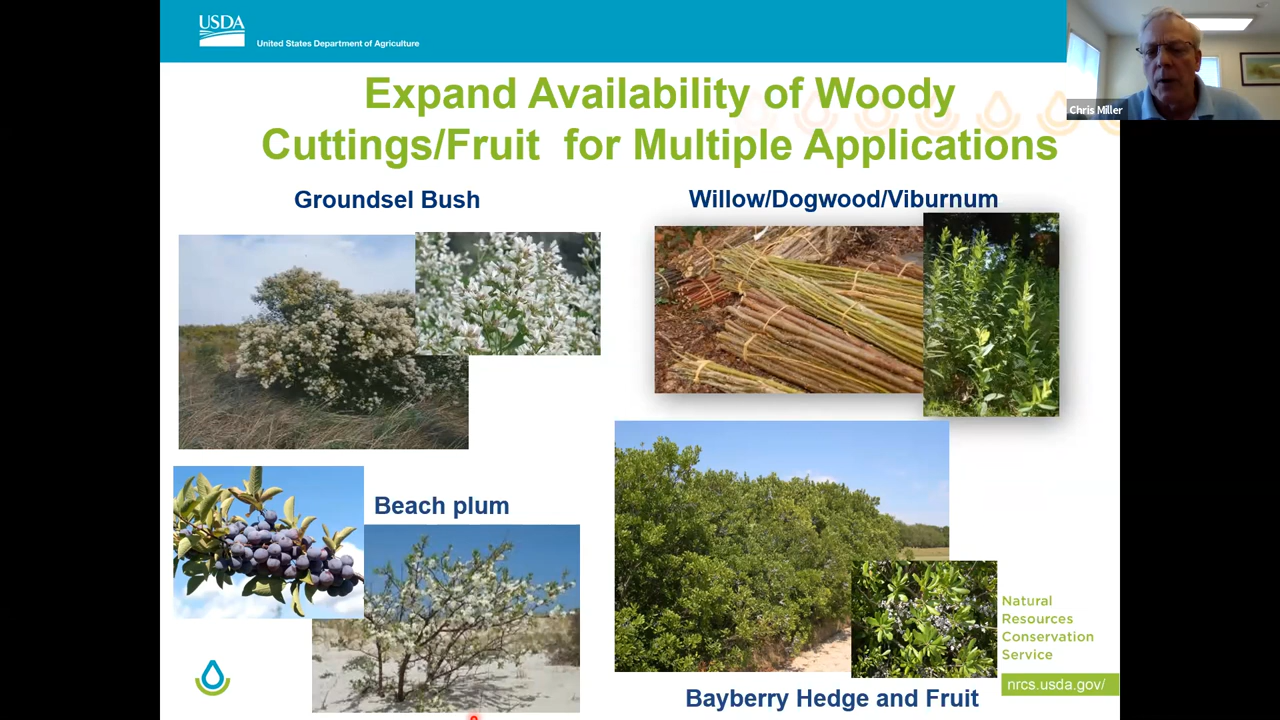 USDA
United States Department of Agriculture
Chris Miller
Expand Availability of Woody
Cuttings/Fruit for Multiple Applications
Groundsel Bush
Willow/Dogwood/Viburnum
Beach plum
Natural
Resources
Conservation
Service
nrcs.usda.gov/
Bayberry Hedge and Fruit